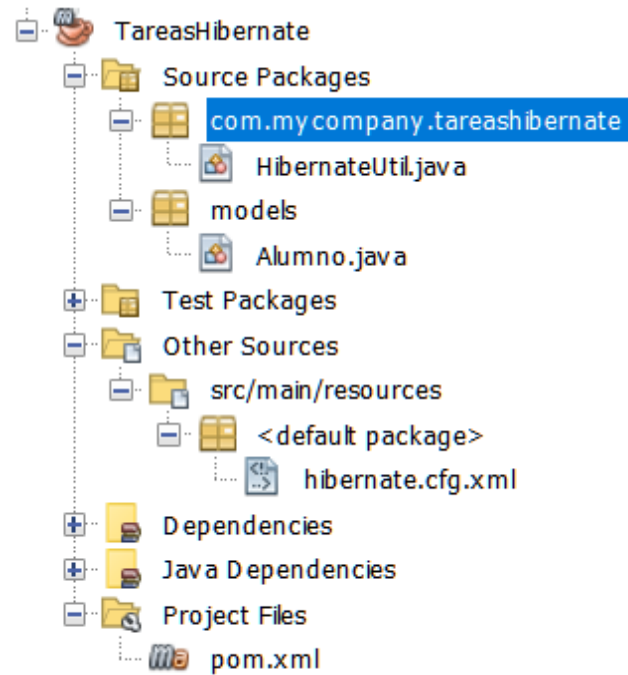 TareasHibernate
Source Packages
com.mycompany.tareashibernate
HibernateUtil.java
models
Alumno.java
Test Packages
Other Sources
src/main/resources
<default package>
hibernate.cfg.xml
Dependencies
Java Dependencies
Project Files
pom.xml